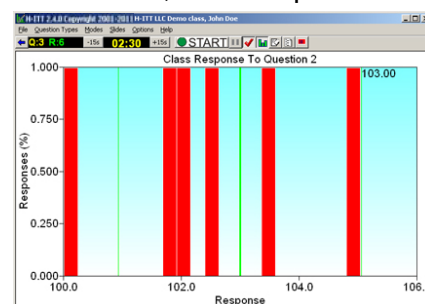 H-ITT 2.4.0 Copyright 2001-2011 H-ITT LLC Demo class, John Doe
File Question Types Modes Slides Options Help
Q:3 R:6 -15s 02:30 +15s START
Class Response To Question 2
1.000
103.00
0.750
0.500
0.250
0.000
Responses (%)
100.0 102.0 104.0 106.
Response